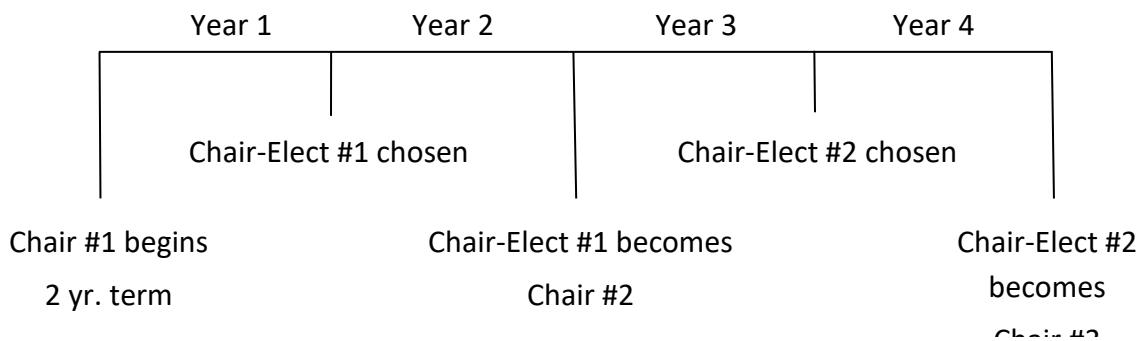 Year 1 Year 2 Year 3 Year 4
Chair-Elect #1 chosen Chair-Elect #2 chosen
Chair #1 begins Chair-Elect #1 becomes Chair-Elect #2
2 yr. term Chair #2 becomes